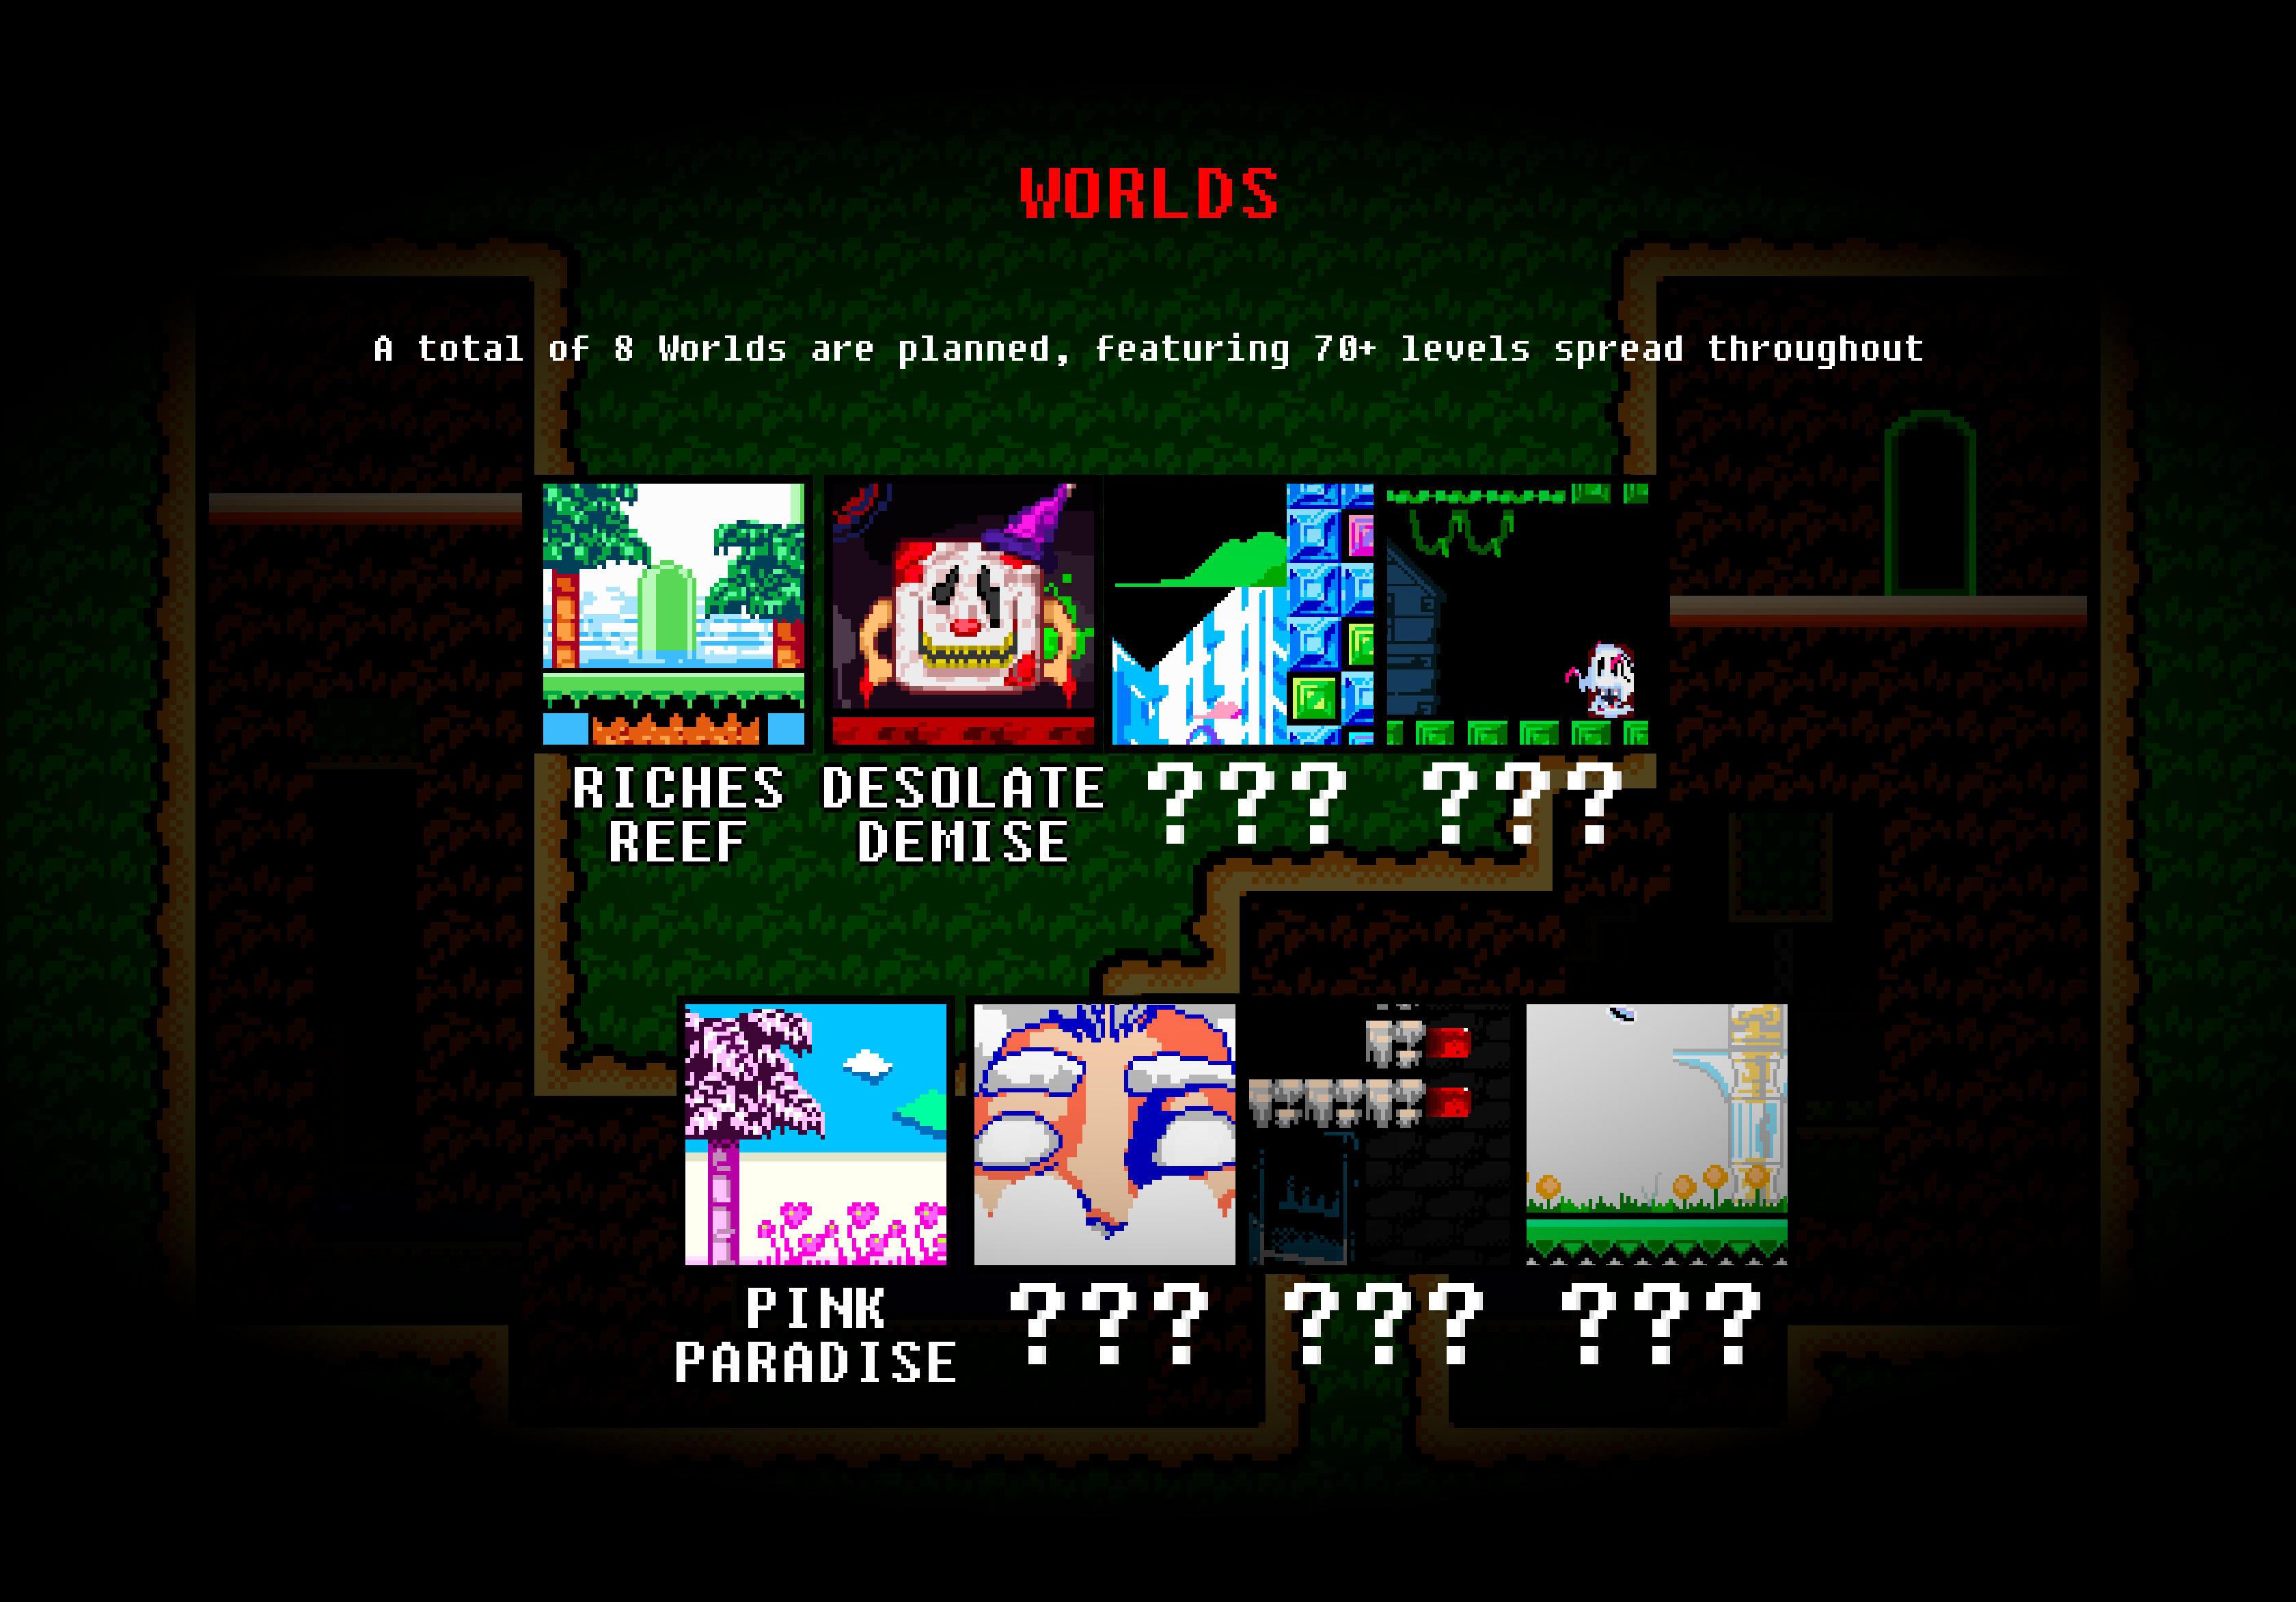 WORLDS
A total of 8 Worlds are planned, featuring 70+ levels spread throughout
RICHES
REEF
DESOLATE
DEMISE
???
???
PINK
PARADISE
???
???
???